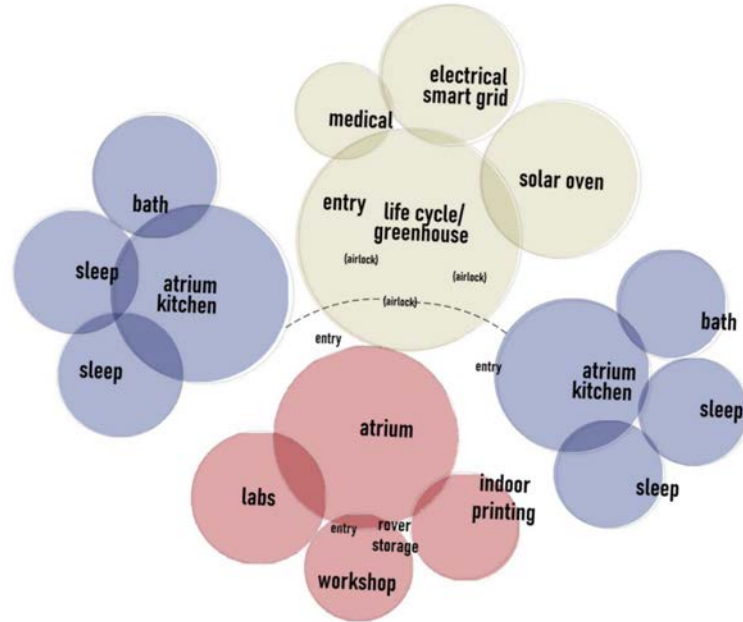 electrical
smart grid
medical
solar oven
entry
life cycle/
greenhouse
(airlock)
(airlock)
(airlock)
bath
sleep
atrium
kitchen
sleep
entry
entry
bath
atrium
kitchen
sleep
sleep
atrium
labs
indoor
printing
entry
rover
storage
workshop